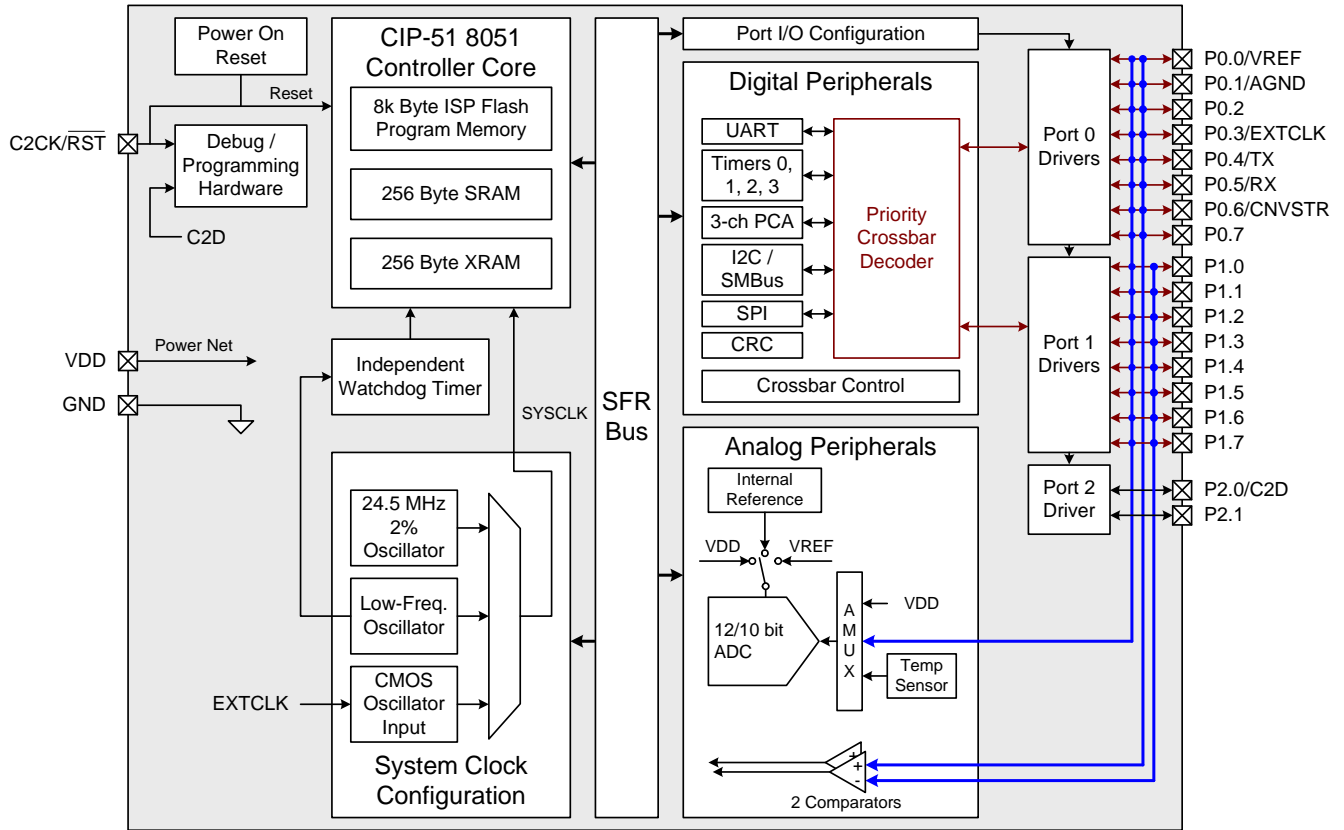 Power On
Reset
Reset
C2CK/RST
Debug /
Programming
Hardware
C2D
VDD
Power Net
GND
CIP-51 8051
Controller Core
8k Byte ISP Flash
Program Memory
256 Byte SRAM
256 Byte XRAM
Independent
Watchdog Timer
SYSCLK
24.5 MHz
2%
Oscillator
Low-Freq.
Oscillator
EXTCLK
CMOS
Oscillator
Input
System Clock
Configuration
SFR
Bus
Port I/O Configuration
Digital Peripherals
UART
Timers 0,
1, 2, 3
3-ch PCA
I2C /
SMBus
SPI
CRC
Priority
Crossbar
Decoder
Crossbar Control
Analog Peripherals
Internal
Reference
VDD
VREF
12/10 bit
ADC
A
M
U
X
VDD
Temp
Sensor
+
+
-
2 Comparators
Port 0
Drivers
Port 1
Drivers
Port 2
Driver
P0.0/VREF
P0.1/AGND
P0.2
P0.3/EXTCLK
P0.4/TX
P0.5/RX
P0.6/CNVSTR
P0.7
P1.0
P1.1
P1.2
P1.3
P1.4
P1.5
P1.6
P1.7
P2.0/C2D
P2.1